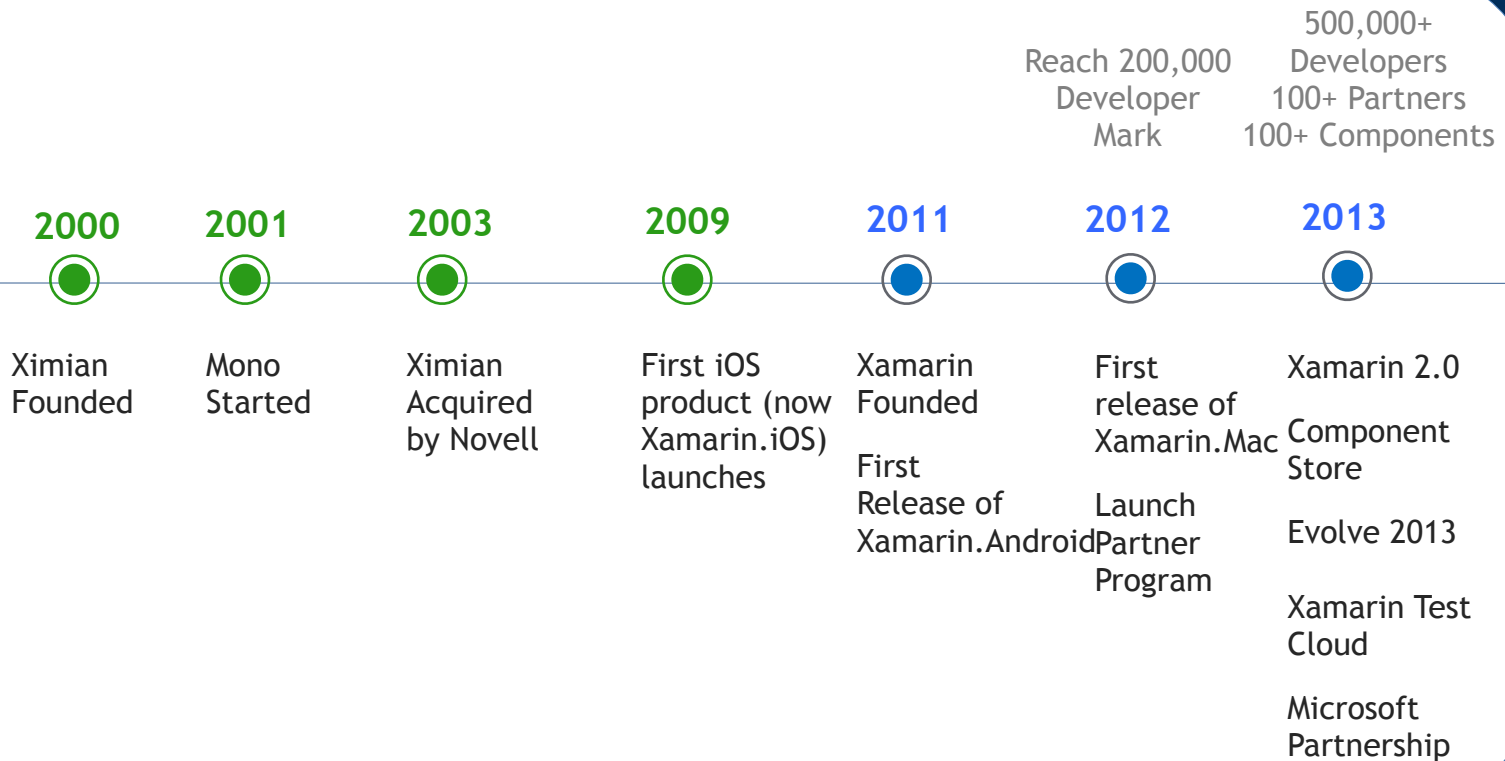 Reach 200,000
Developer
Mark
500,000+
Developers
100+ Partners
100+ Components
2000
2001
2003
2009
2011
2012
2013
Ximian
Founded
Mono
Started
Ximian
Acquired
by Novell
First iOS
product (now
Xamarin.iOS)
launches
Xamarin
Founded
First
Release of
Xamarin.Android
First
release of
Xamarin.Mac
Launch
Partner
Program
Xamarin 2.0
Component
Store
Evolve 2013
Xamarin Test
Cloud
Microsoft
Partnership